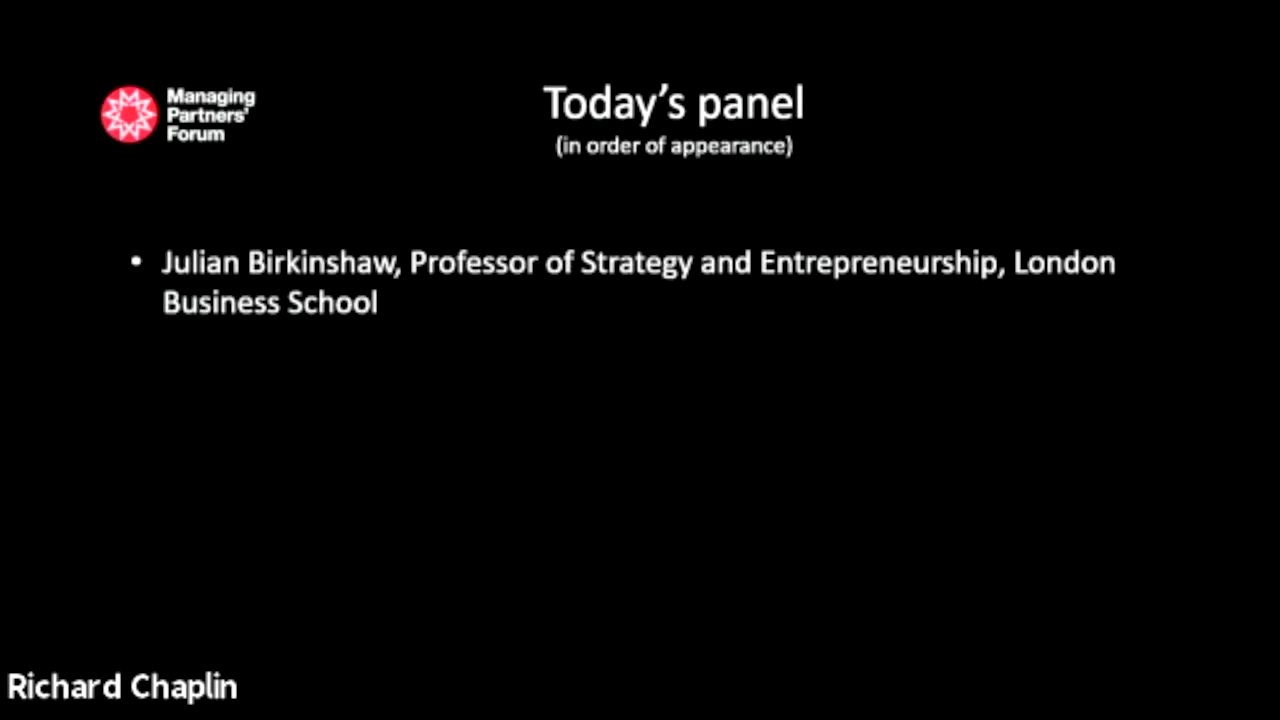 Managing
Partners'
Forum
Today's panel
(in order of appearance)
• Julian Birkinshaw, Professor of Strategy and Entrepreneurship, London
Business School
Richard Chaplin